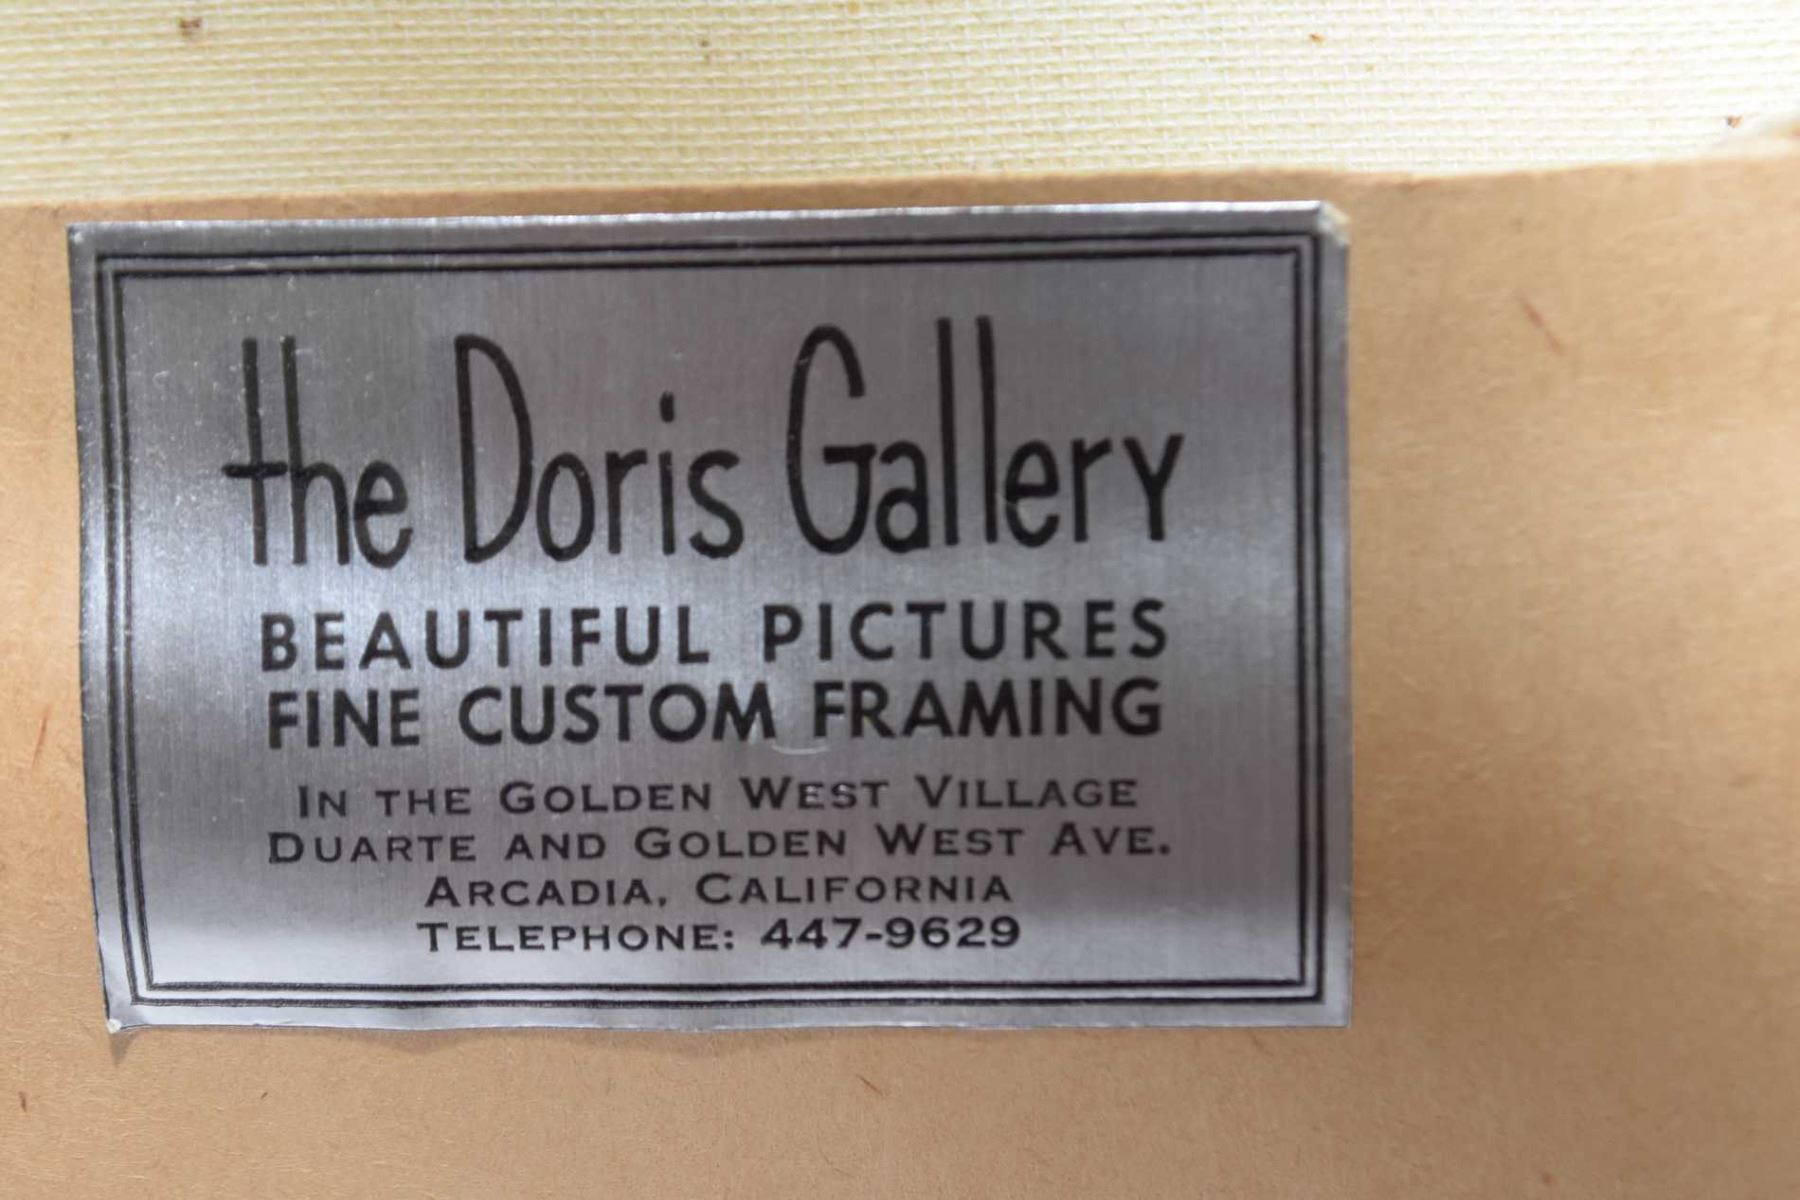 the Doris Gallery
BEAUTIFUL PICTURES
FINE CUSTOM FRAMING
IN THE GOLDEN WEST VILLAGE
DUARTE AND GOLDEN WEST AVE.
ARCADIA, CALIFORNIA
TELEPHONE: 447-9629